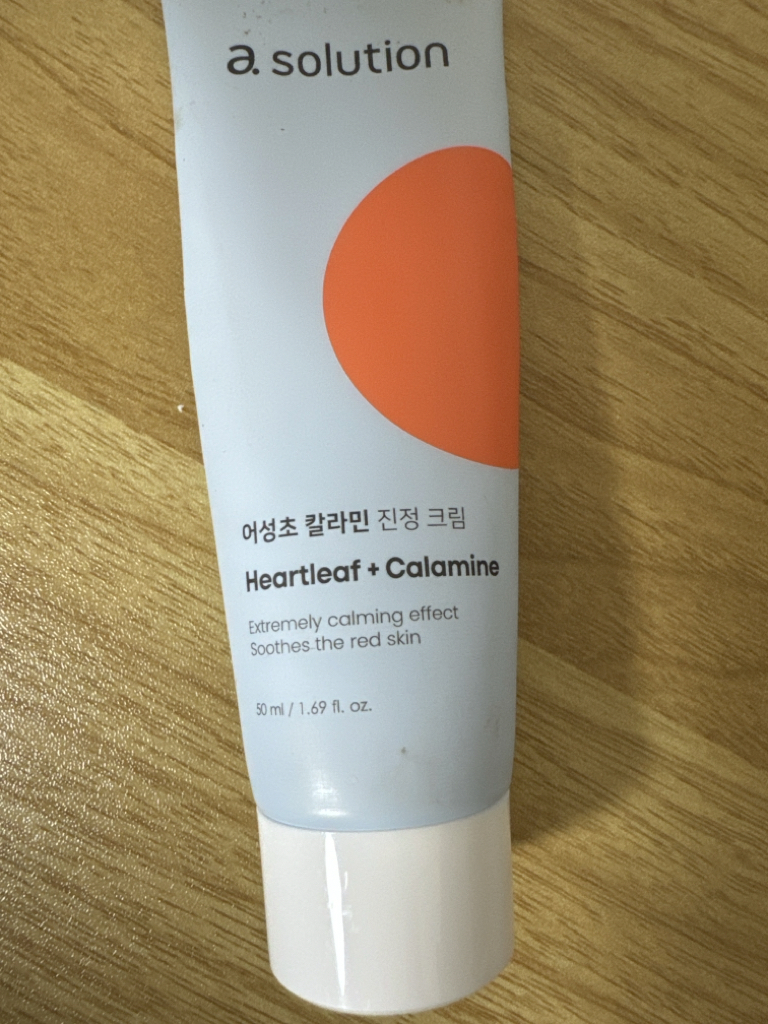 a. solution
어성초 칼라민 진정 크림
Heartleaf + Calamine
Extremely calming effect
Soothes the red skin
50 ml / 1.69 fl. oz.